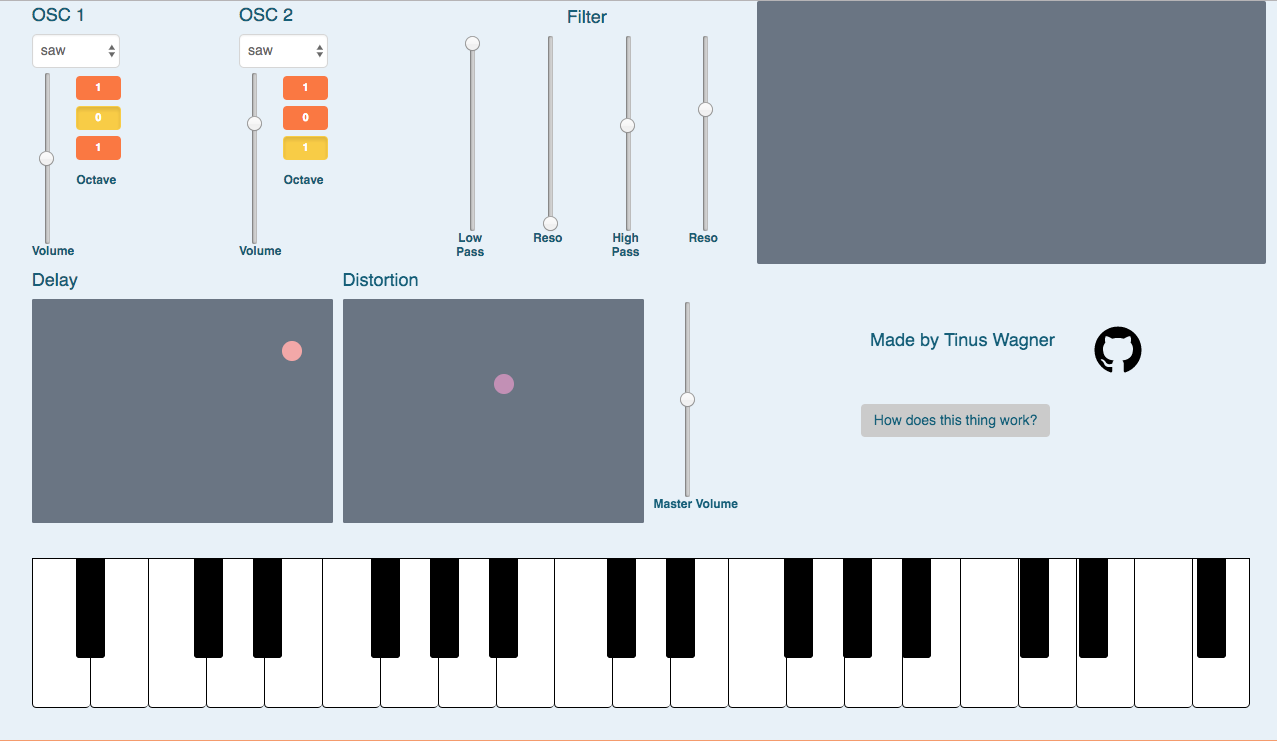 OSC 1
saw
1
0
1
Octave
Volume
OSC 2
saw
1
0
1
Octave
Volume
Filter
Low
Pass
Reso
High
Pass
Reso
Delay
Distortion
Master Volume
Made by Tinus Wagner
How does this thing work?